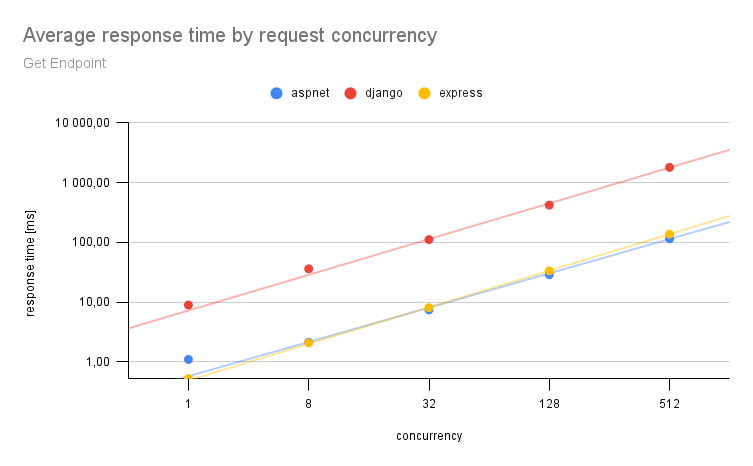 Average response time by request concurrency
Get Endpoint
aspnet django express
10 000,00
1 000,00
100,00
10,00
1,00
response time [ms]
1 8 32 128 512
concurrency